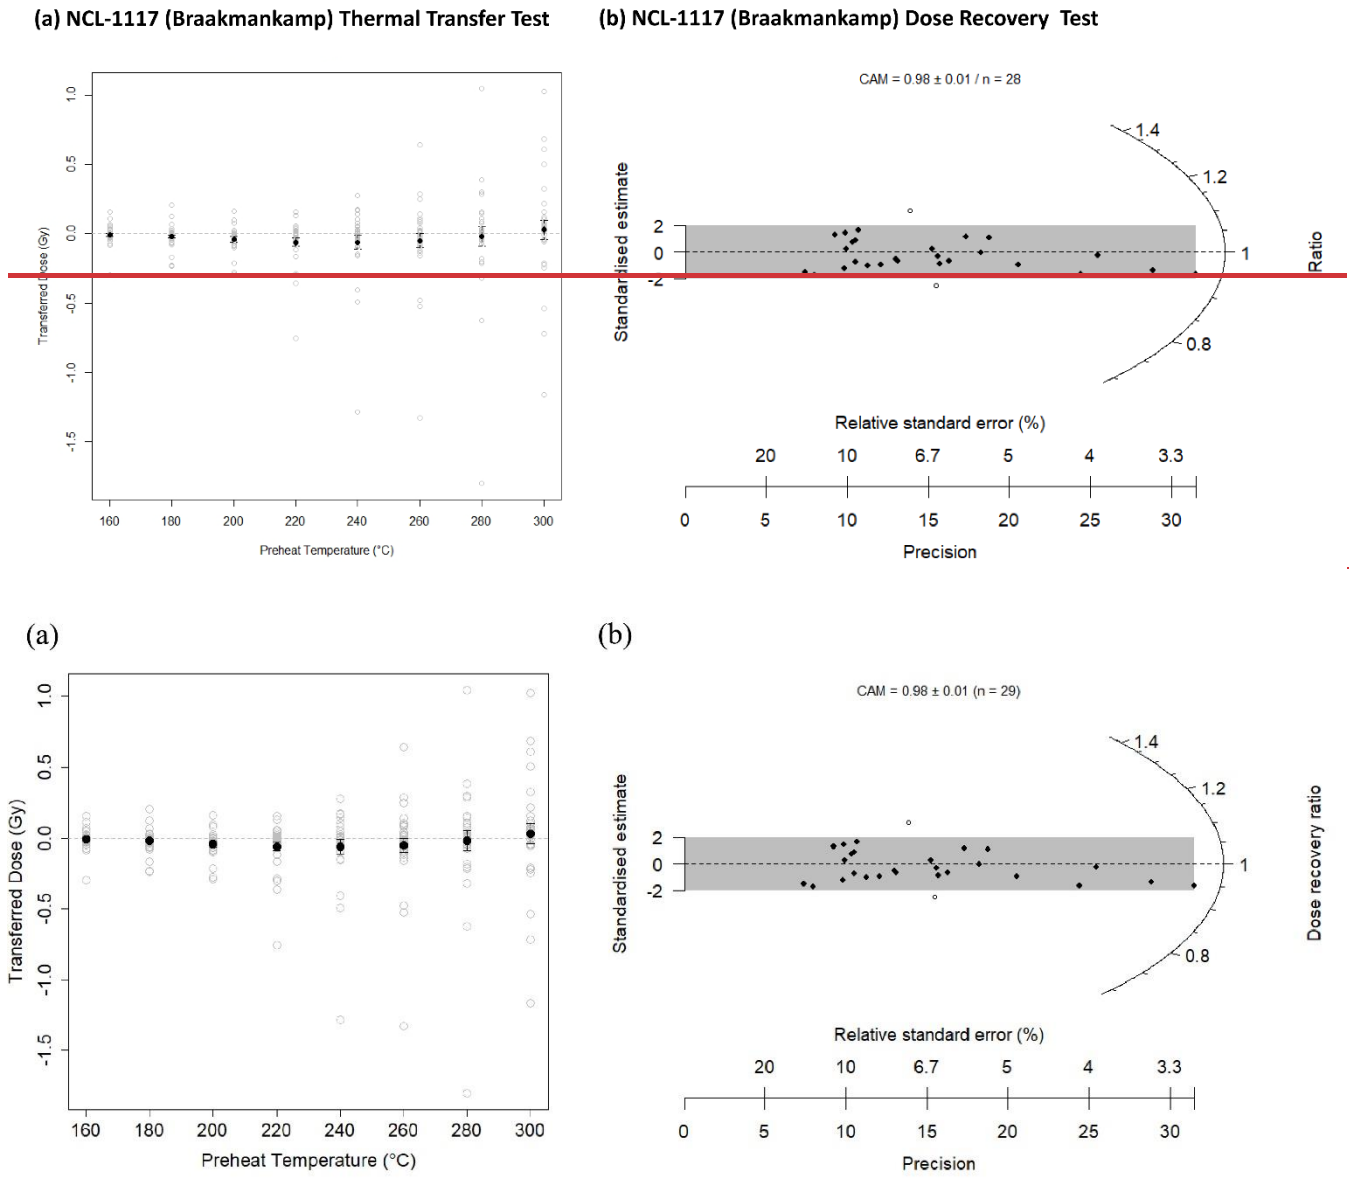 (a) NCL-1117 (Braakmankamp) Thermal Transfer Test
(b) NCL-1117 (Braakmankamp) Dose Recovery Test
Transferred Dose (Gy)
1.0
0.5
0.0
-0.5
-1.0
-1.5
160 180 200 220 240 260 280 300
Preheat Temperature (°C)
CAM = 0.98 ± 0.01 / n = 28
Standardised estimate
2
0
-2
1.4
1.2
1
0.8
Ratio
Relative standard error (%)
20 10 6.7 5 4 3.3
0 5 10 15 20 25 30
Precision
(a)
(b)
Transferred Dose (Gy)
1.0
0.5
0.0
-0.5
-1.0
-1.5
160 180 200 220 240 260 280 300
Preheat Temperature (°C)
CAM = 0.98 ± 0.01 (n = 29)
Standardised estimate
2
0
-2
1.4
1.2
1
0.8
Dose recovery ratio
Relative standard error (%)
20 10 6.7 5 4 3.3
0 5 10 15 20 25 30
Precision